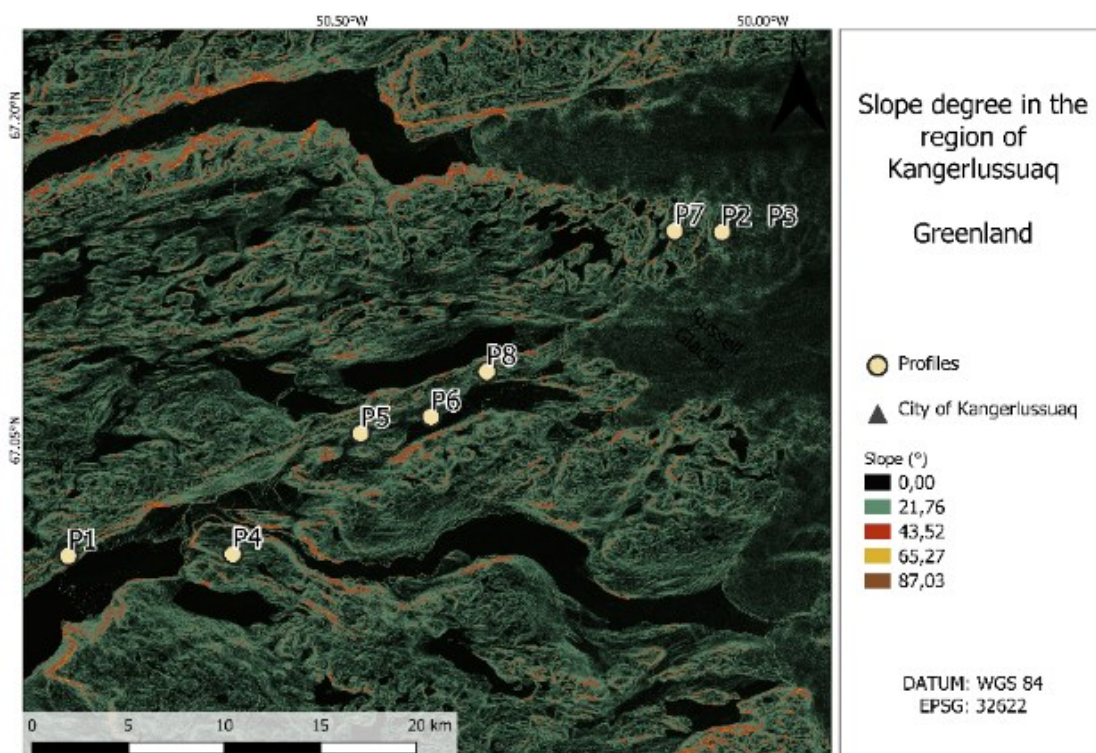 50.50°W
50.00°W
67.20°N
67.05°N
N
P7
P2
P3
Russell
Glacier
P8
P6
P5
P1
P4
0
5
10
15
20 km
Slope degree in the
region of
Kangerlussuaq
Greenland
Profiles
City of Kangerlussuaq
Slope (°)
0,00
21,76
43,52
65,27
87,03
DATUM: WGS 84
EPSG: 32622